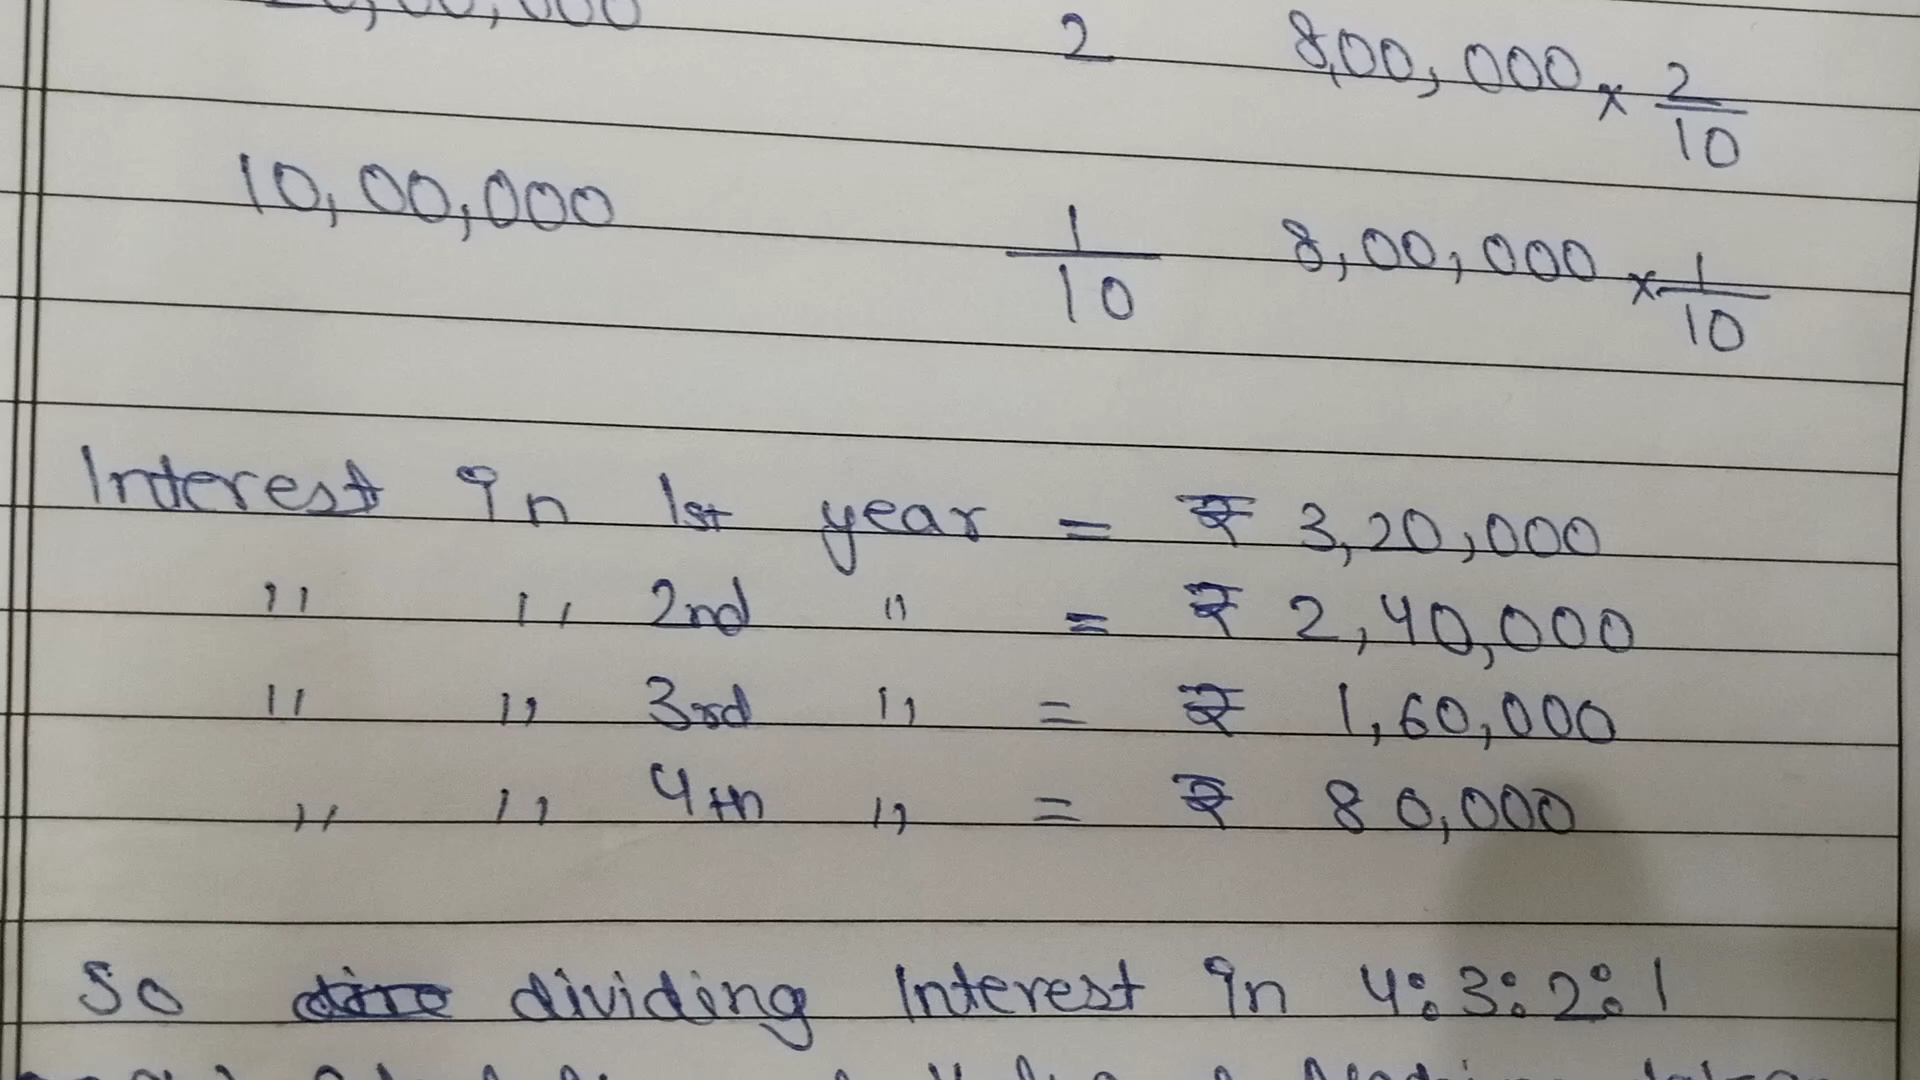 2 8,00,000 x 2/10
10,00,000 1/10 8,00,000 x 1/10
Interest in 1st year = ₹ 3,20,000
" " 2nd " = ₹ 2,40,000
" " 3rd " = ₹ 1,60,000
" " 4th " = ₹ 80,000
So dividing Interest in 4:3:2:1